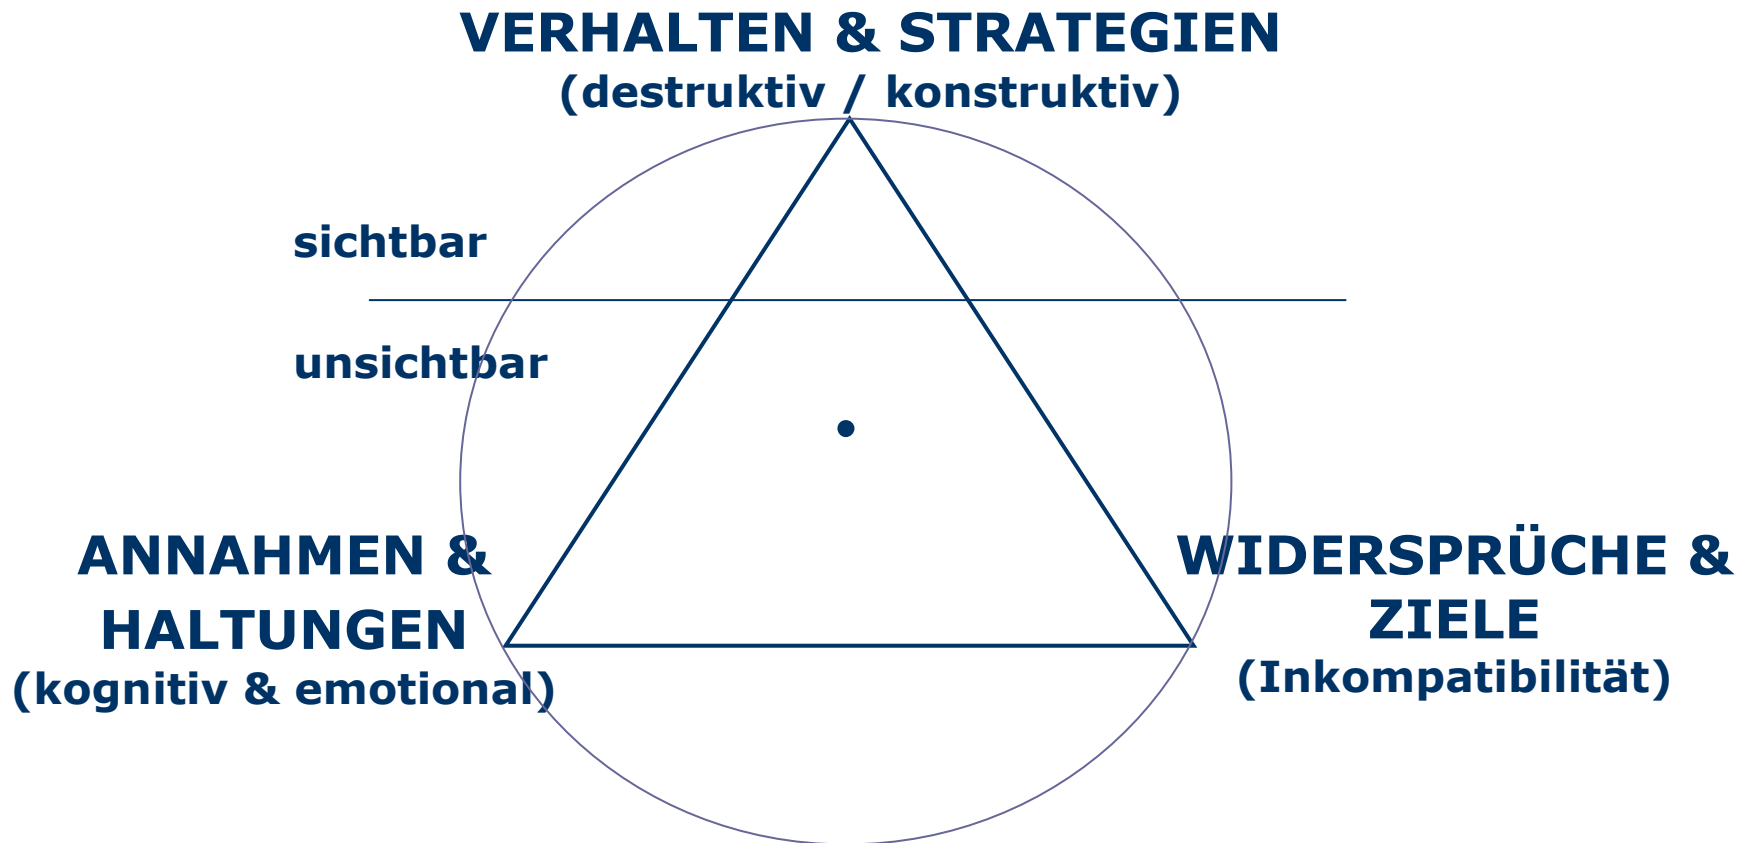 VERHALTEN & STRATEGIEN
(destruktiv / konstruktiv)
sichtbar
unsichtbar
ANNAHMEN &
HALTUNGEN
(kognitiv & emotional)
WIDERSPRÜCHE &
ZIELE
(Inkompatibilität)